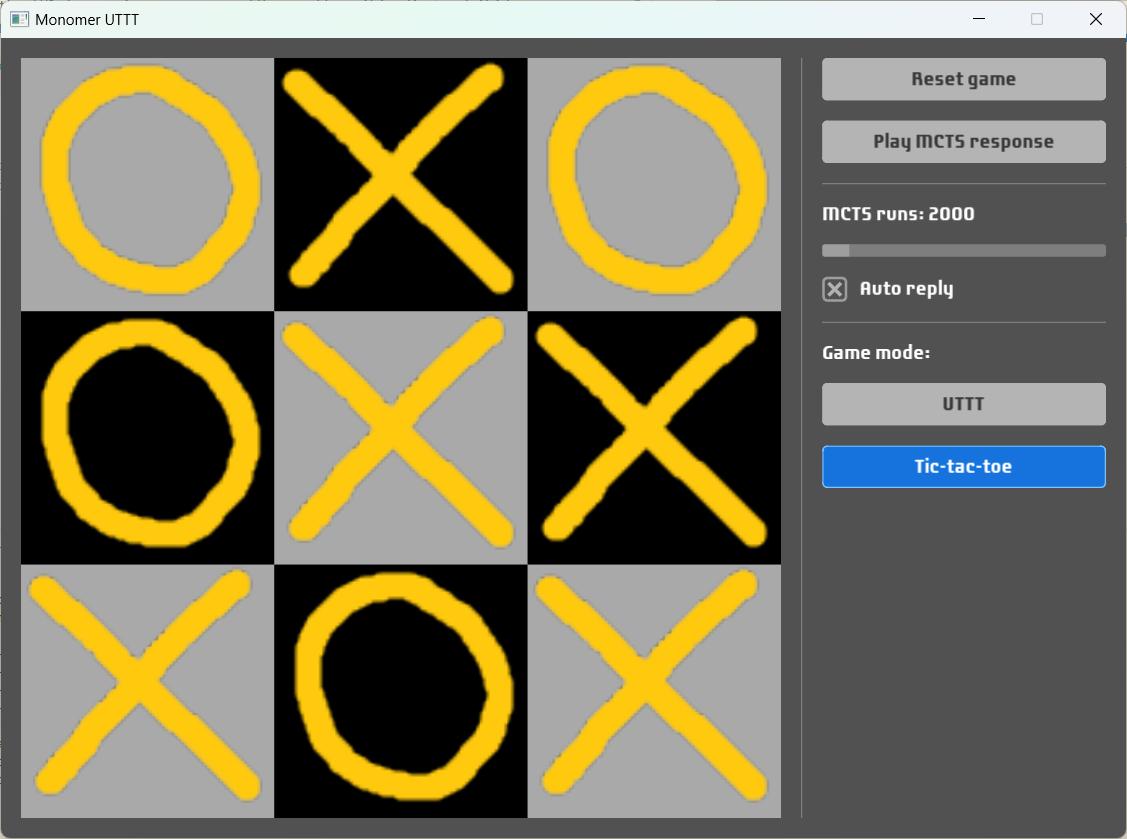 Monomer UTTT
Reset game
Play MCTS response
MCTS runs: 2000
Auto reply
Game mode:
UTTT
Tic-tac-toe